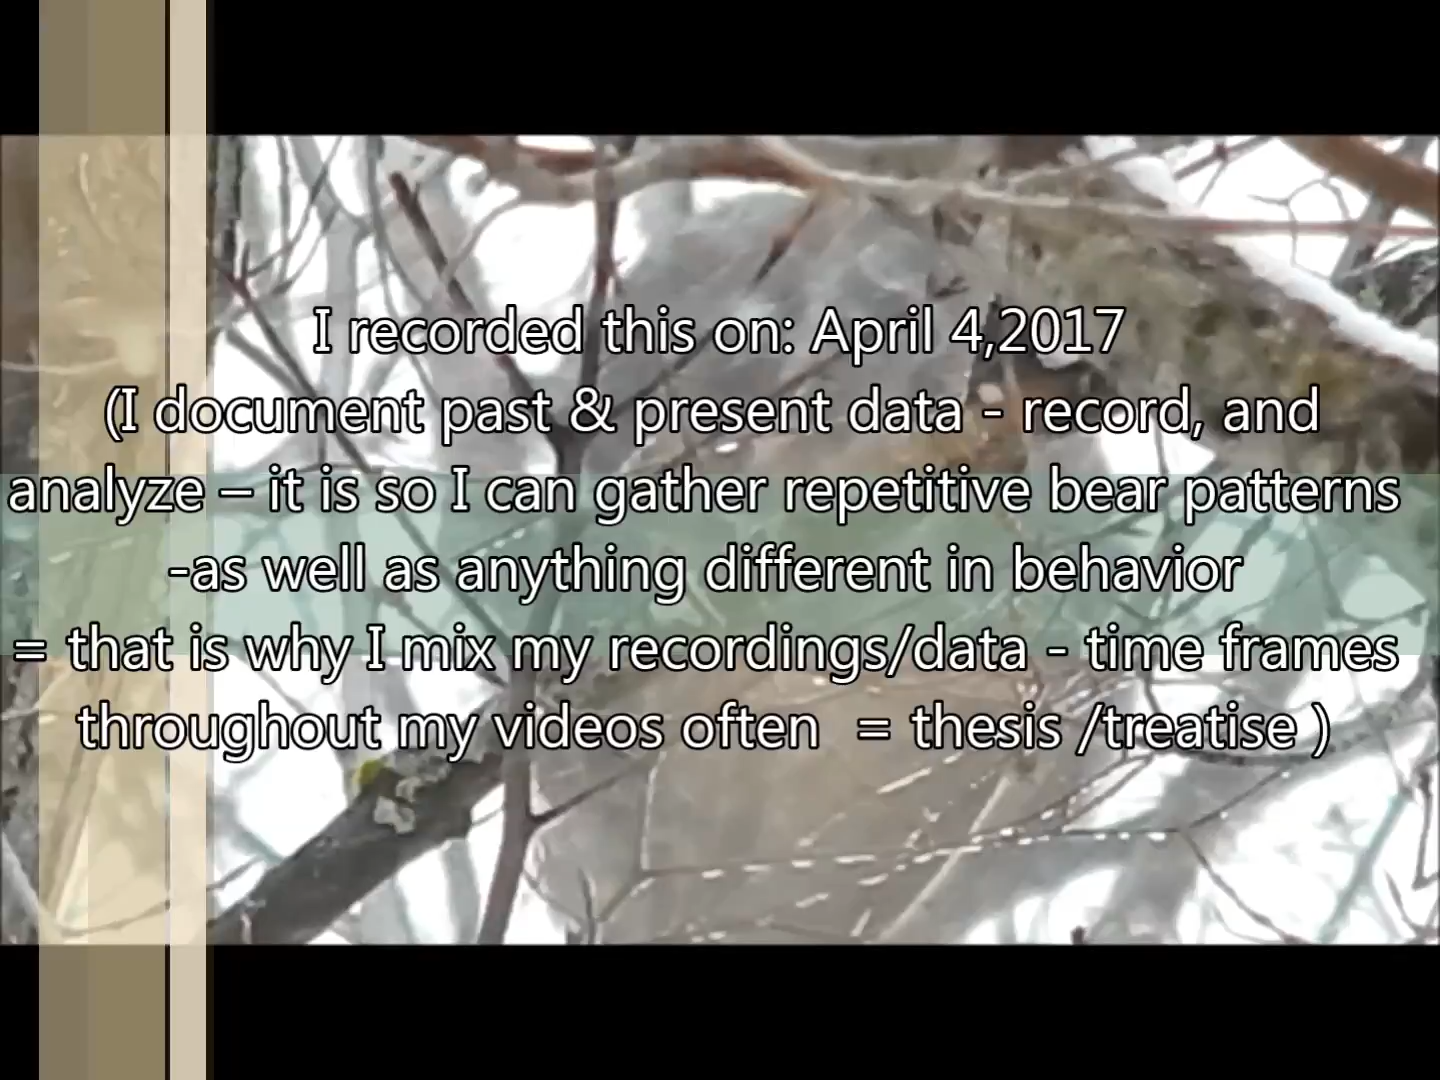 I recorded this on: April 4,2017
(I document past & present data - record, and
analyze – it is so I can gather repetitive bear patterns
-as well as anything different in behavior
= that is why I mix my recordings/data - time frames
throughout my videos often  = thesis /treatise )